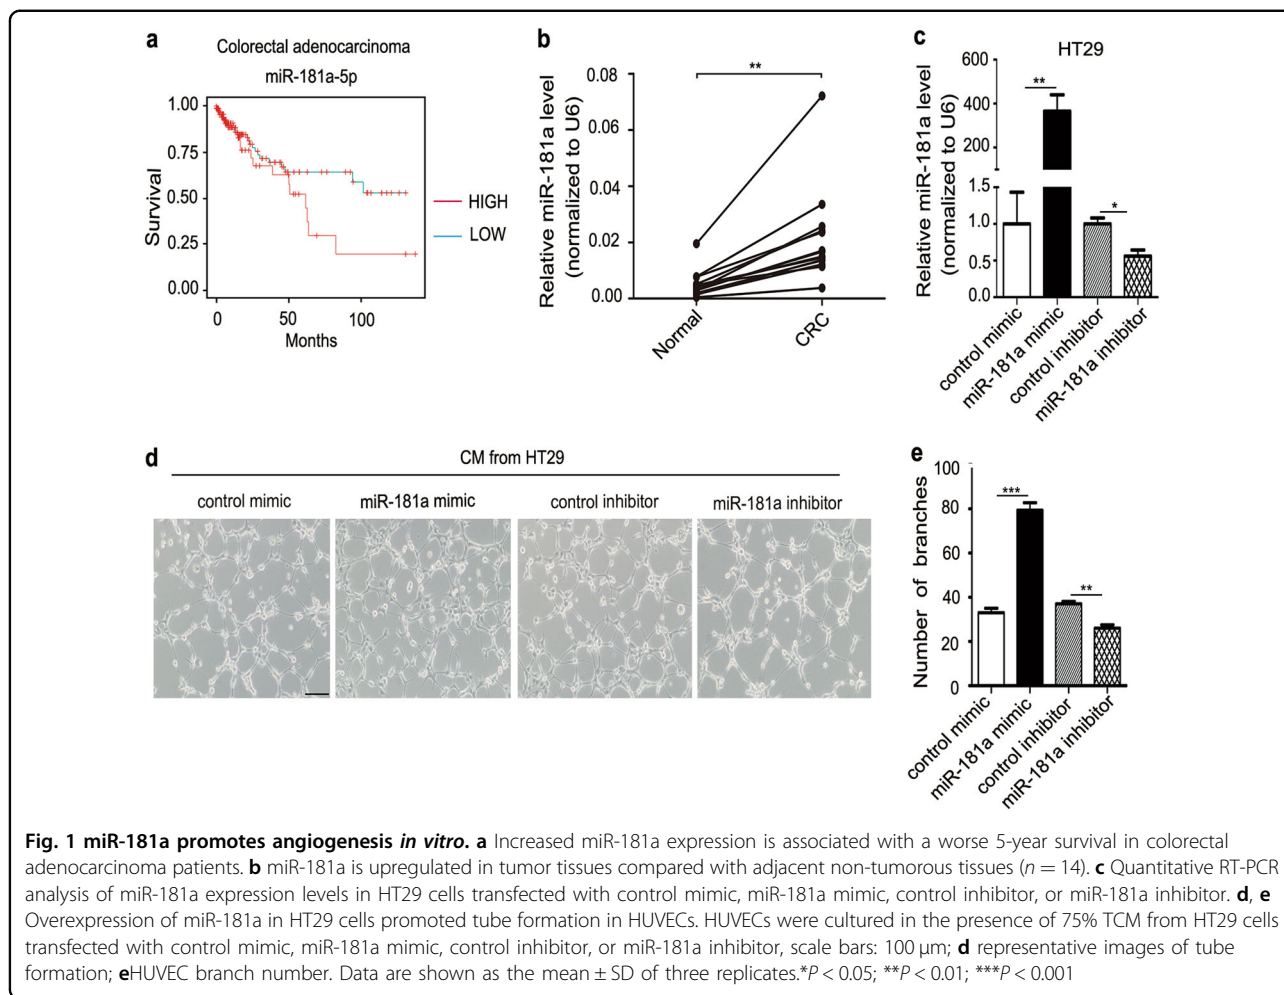 a
Colorectal adenocarcinoma
miR-181a-5p
Survival
1.00
0.75
0.50
0.25
0.00
0
50
100
Months
HIGH
LOW
b
Relative miR-181a level
(normalized to U6)
**
0.08
0.06
0.04
0.02
0.00
Normal
CRC
c
HT29
Relative miR-181a level
(normalized to U6)
600
400
200
1.5
1.0
0.5
0.0
**
*
control mimic
miR-181a mimic
control inhibitor
miR-181a inhibitor
d
CM from HT29
control mimic
miR-181a mimic
control inhibitor
miR-181a inhibitor
e
Number of branches
100
80
60
40
20
0
***
**
control mimic
miR-181a mimic
control inhibitor
miR-181a inhibitor
Fig. 1 miR-181a promotes angiogenesis in vitro. a Increased miR-181a expression is associated with a worse 5-year survival in colorectal
adenocarcinoma patients. b miR-181a is upregulated in tumor tissues compared with adjacent non-tumorous tissues (n = 14). c Quantitative RT-PCR
analysis of miR-181a expression levels in HT29 cells transfected with control mimic, miR-181a mimic, control inhibitor, or miR-181a inhibitor. d, e
Overexpression of miR-181a in HT29 cells promoted tube formation in HUVECs. HUVECs were cultured in the presence of 75% TCM from HT29 cells
transfected with control mimic, miR-181a mimic, control inhibitor, or miR-181a inhibitor, scale bars: 100 μm; d representative images of tube
formation; eHUVEC branch number. Data are shown as the mean ± SD of three replicates.*P < 0.05; **P < 0.01; ***P < 0.001